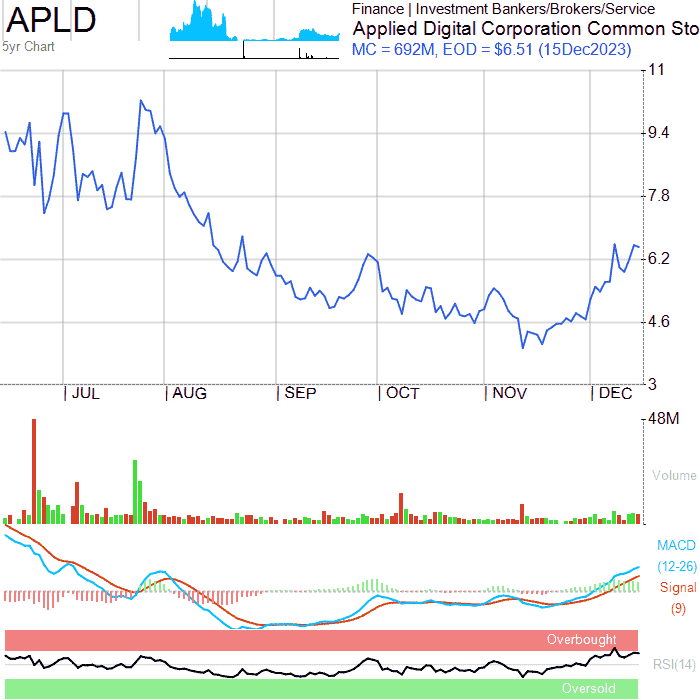 APLD
5yr Chart
Finance | Investment Bankers/Brokers/Service
Applied Digital Corporation Common Sto
MC = 692M, EOD = $6.51 (15Dec2023)
11
9.4
7.8
6.2
4.6
3
JUL
AUG
SEP
OCT
NOV
DEC
48M
Volume
MACD
(12-26)
Signal
(9)
Overbought
RSI(14)
Oversold